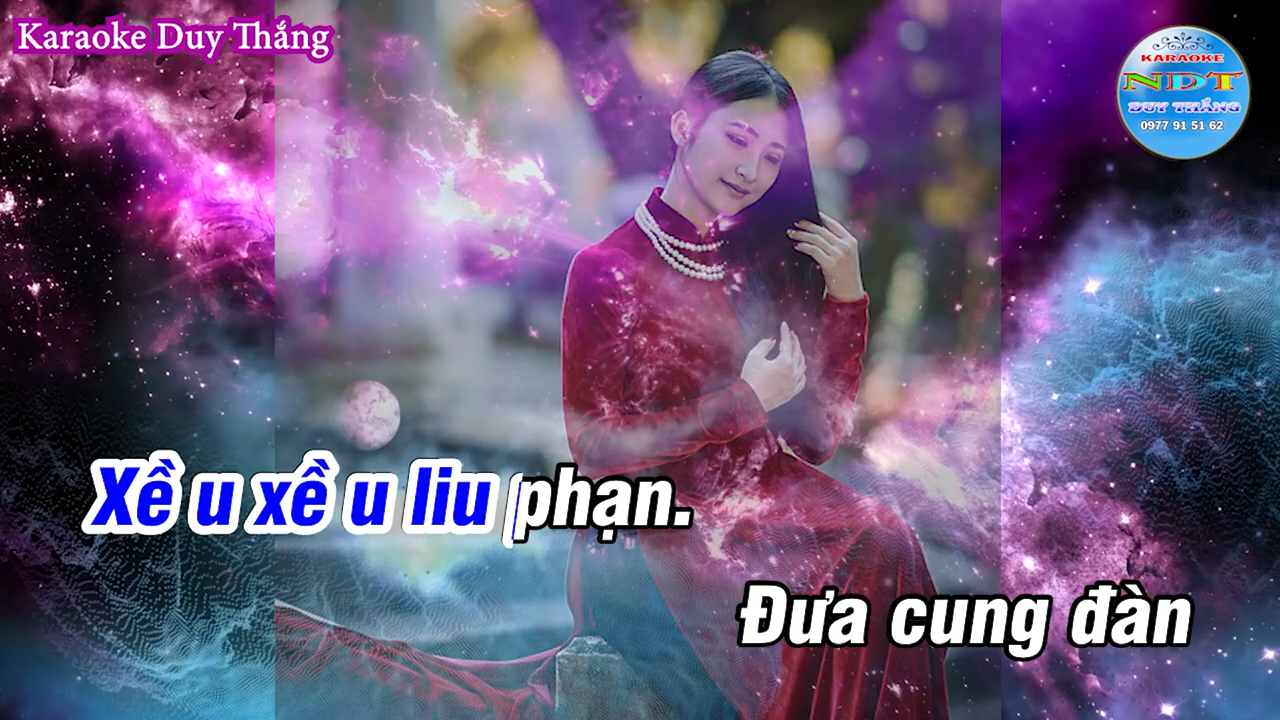 Karaoke Duy Thắng
KARAOKE
NDT
DUY THẮNG
0977 91 51 62
Xề u xề u liu phạn.
Đưa cung đàn